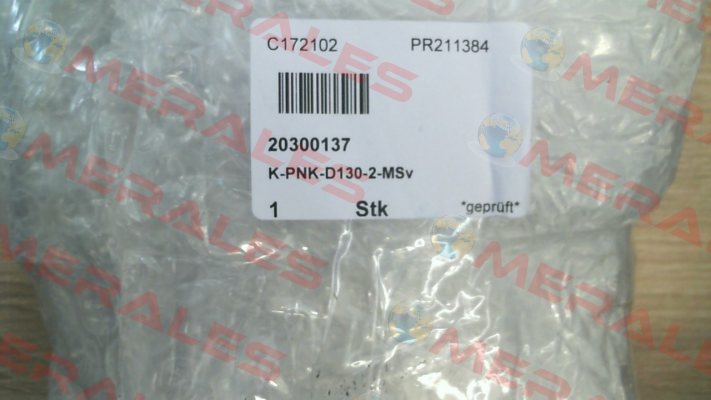 C172102 PR211384
20300137
K-PNK-D130-2-MSv
1 Stk *geprüft*
MERALES
MERALES
MERALES
MERALES
MERALES